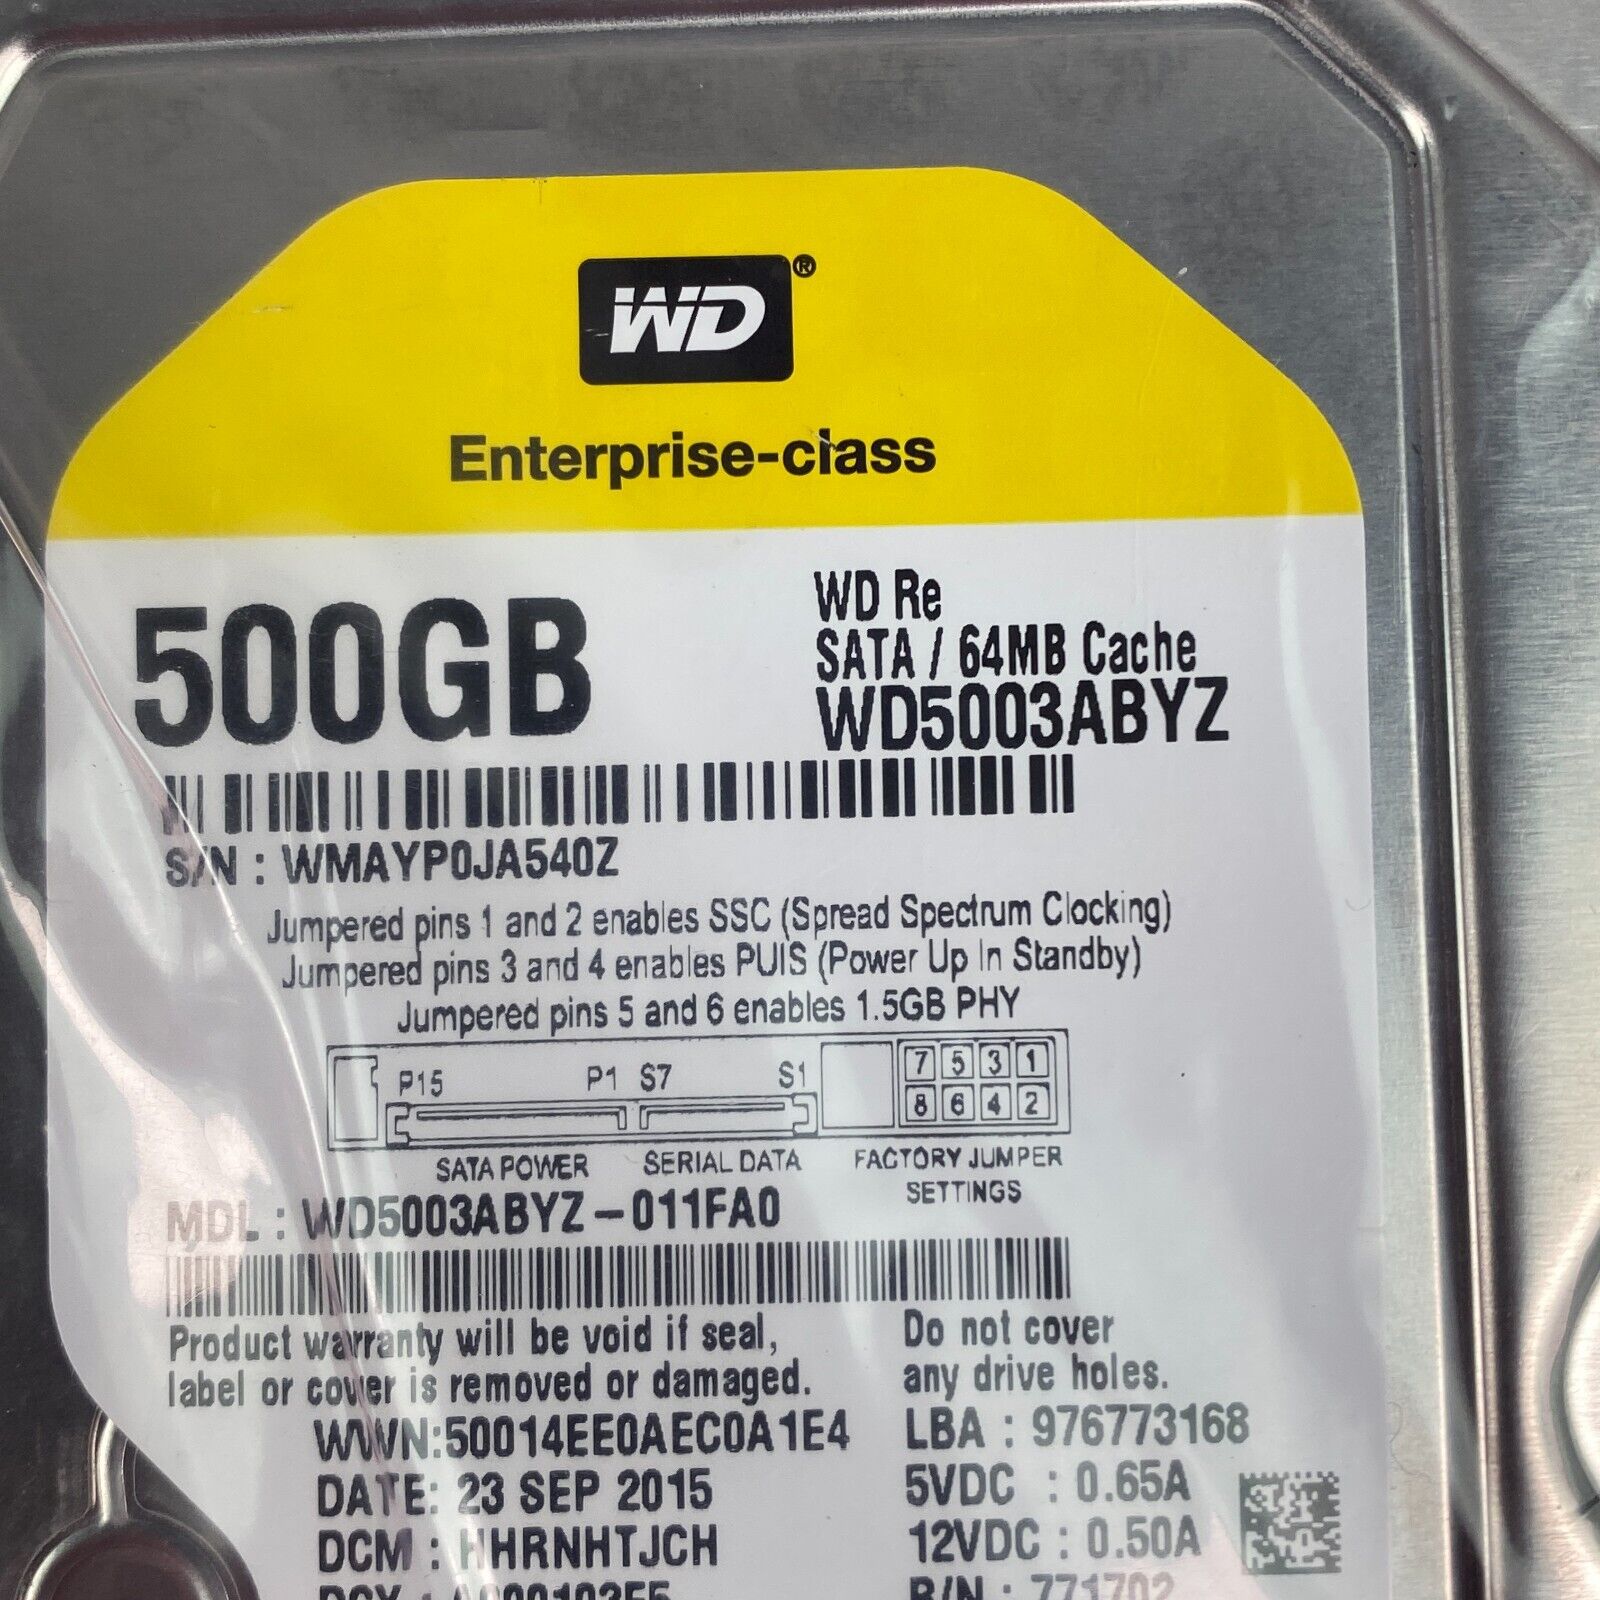 WD®
Enterprise-class
500GB
WD Re
SATA / 64MB Cache
WD5003ABYZ
S/N : WMAYP0JA540Z
Jumpered pins 1 and 2 enables SSC (Spread Spectrum Clocking)
Jumpered pins 3 and 4 enables PUIS (Power Up In Standby)
Jumpered pins 5 and 6 enables 1.5GB PHY
P15 P1 S7 S1
7 5 3 1
8 6 4 2
SATA POWER SERIAL DATA FACTORY JUMPER
SETTINGS
MDL : WD5003ABYZ-011FA0
Product warranty will be void if seal,
label or cover is removed or damaged.
Do not cover
any drive holes.
WWN:50014EE0AEC0A1E4
DATE: 23 SEP 2015
DCM : HHRNHTJCH
LBA : 976773168
5VDC : 0.65A
12VDC : 0.50A
R/N : 771702